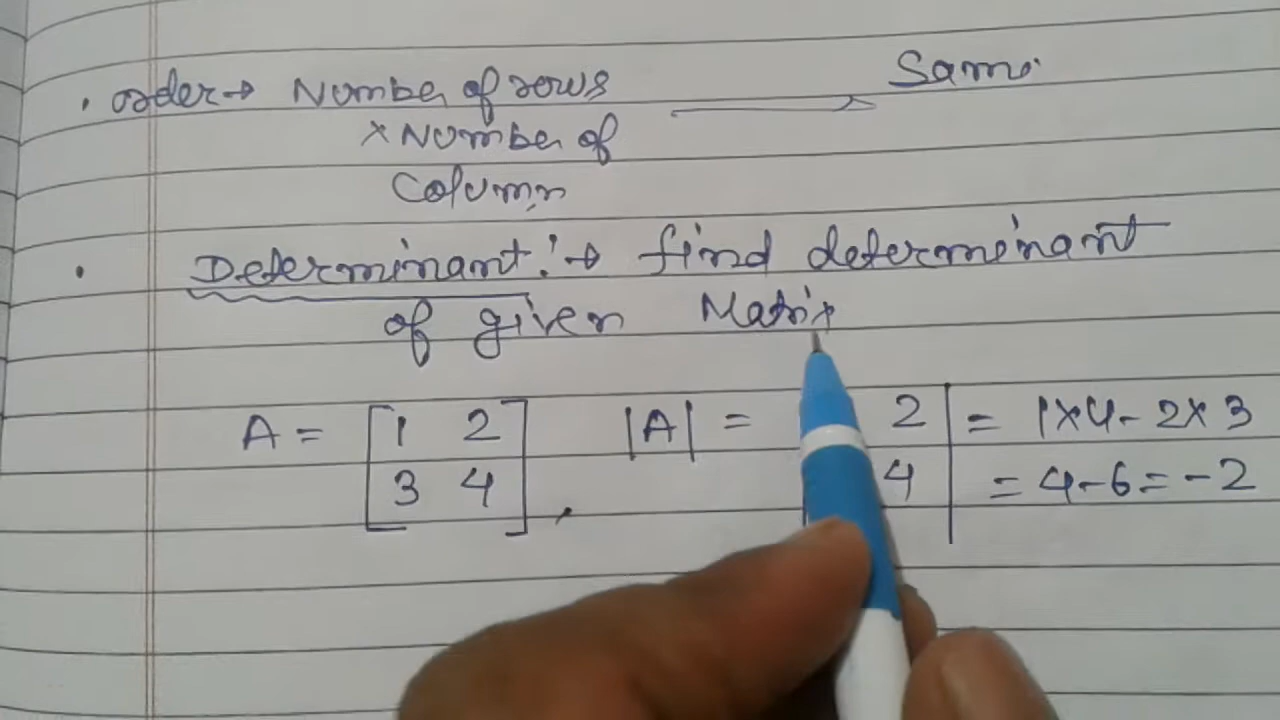 . order → Number of rows → Same
× Number of
Column
. Determinant :→ find determinant
of given Matrix
A = [1 2 |A| = 2 | = 1×4-2×3
3 4], 4 | = 4-6=-2